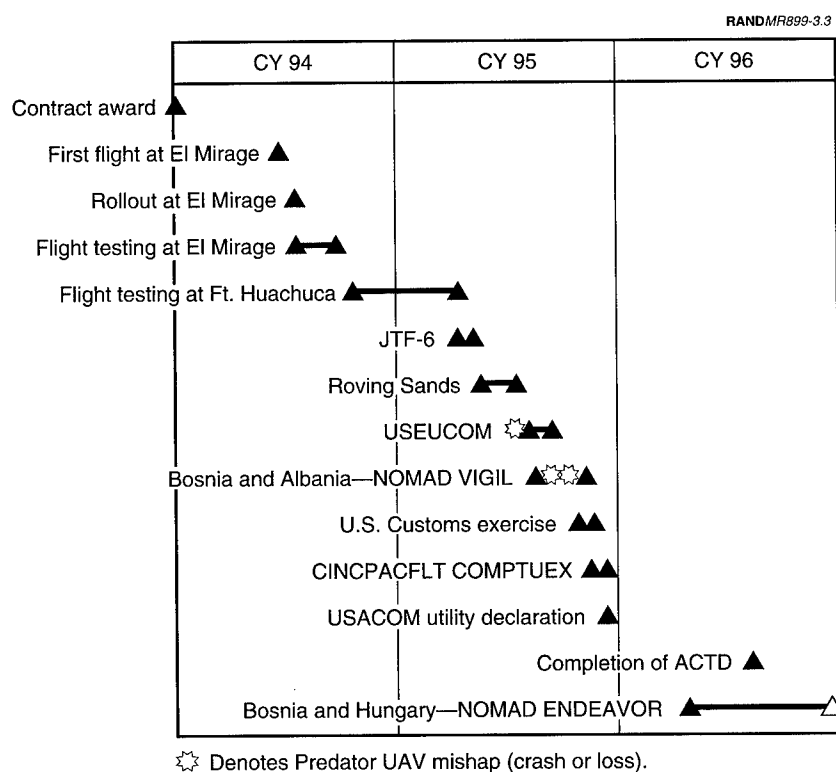 RANDMR899-3.3
CY 94 CY 95 CY 96
Contract award
First flight at El Mirage
Rollout at El Mirage
Flight testing at El Mirage
Flight testing at Ft. Huachuca
JTF-6
Roving Sands
USEUCOM
Bosnia and Albania—NOMAD VIGIL
U.S. Customs exercise
CINCPACFLT COMPTUEX
USACOM utility declaration
Completion of ACTD
Bosnia and Hungary—NOMAD ENDEAVOR
Denotes Predator UAV mishap (crash or loss).